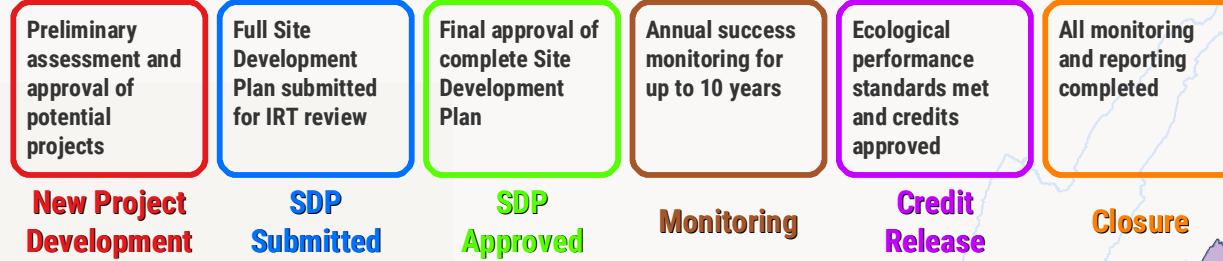 Preliminary
assessment and
approval of
potential
projects
New Project
Development
Full Site
Development
Plan submitted
for IRT review
SDP
Submitted
Final approval of
complete Site
Development
Plan
SDP
Approved
Annual success
monitoring for
up to 10 years
Monitoring
Ecological
performance
standards met
and credits
approved
Credit
Release
All monitoring
and reporting
completed
Closure